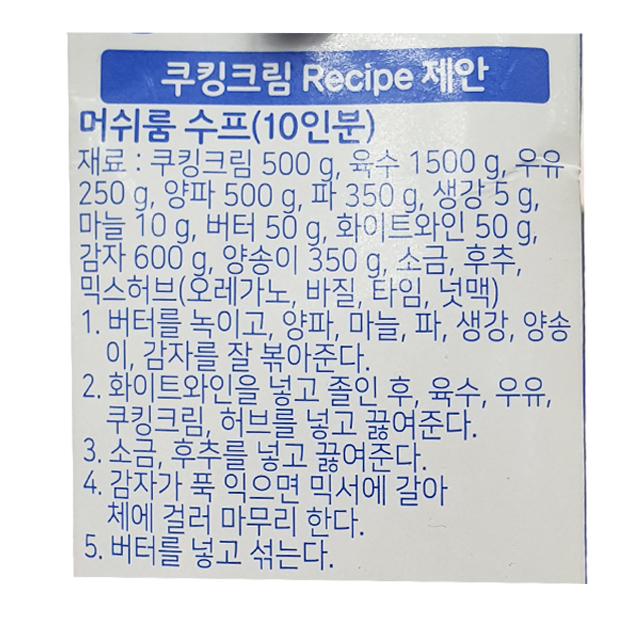 쿠킹크림 Recipe 제안
머쉬룸 수프(10인분)
재료 : 쿠킹크림 500 g, 육수 1500 g, 우유
250 g, 양파 500 g, 파 350 g, 생강 5 g,
마늘 10 g, 버터 50 g, 화이트와인 50 g,
감자 600 g, 양송이 350 g, 소금, 후추,
믹스허브(오레가노, 바질, 타임, 넛맥)
1. 버터를 녹이고, 양파, 마늘, 파, 생강, 양송
이, 감자를 잘 볶아준다.
2. 화이트와인을 넣고 졸인 후, 육수, 우유,
쿠킹크림, 허브를 넣고 끓여준다.
3. 소금, 후추를 넣고 끓여준다.
4. 감자가 푹 익으면 믹서에 갈아
체에 걸러 마무리 한다.
5. 버터를 넣고 섞는다.